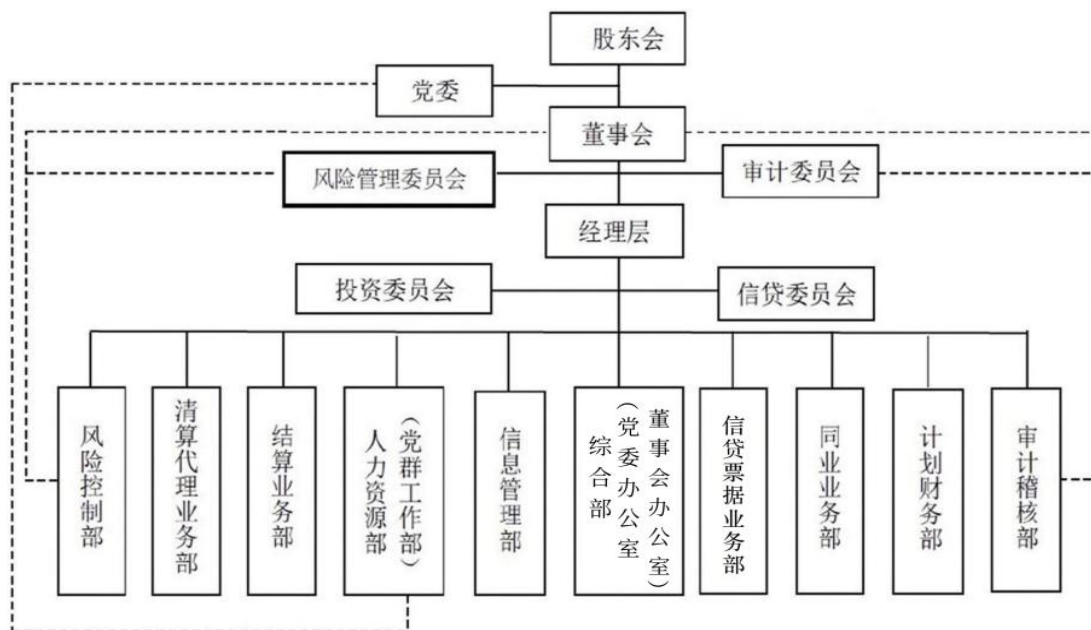 股东会
党委
董事会
风险管理委员会
审计委员会
经理层
投资委员会
信贷委员会
风险控制部
清算代理业务部
结算业务部
人力资源部
（党群工作部）
信息管理部
综合部
（党委办公室
董事会办公室）
信贷票据业务部
同业业务部
计划财务部
审计稽核部